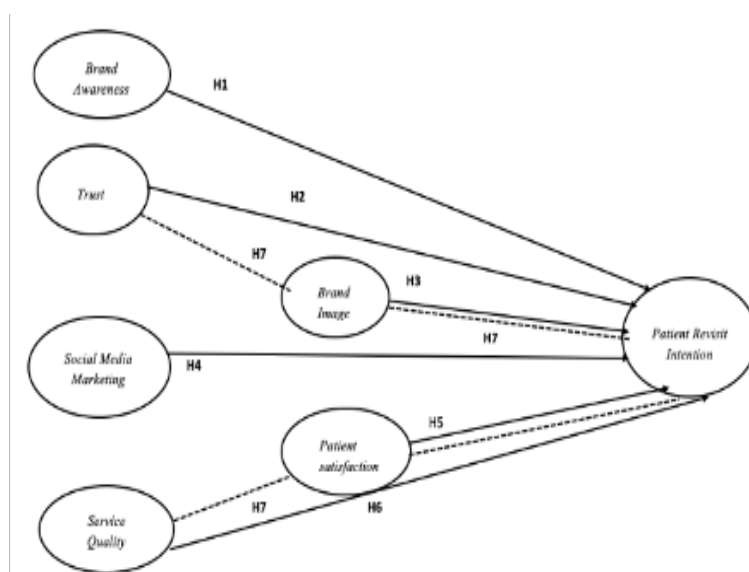 Brand
Awareness
H1
Trust
H2
H7
Brand
Image
H3
H7
Patient Revisit
Intention
Social Media
Marketing
H4
Patient
satisfaction
H5
Service
Quality
H7
H6